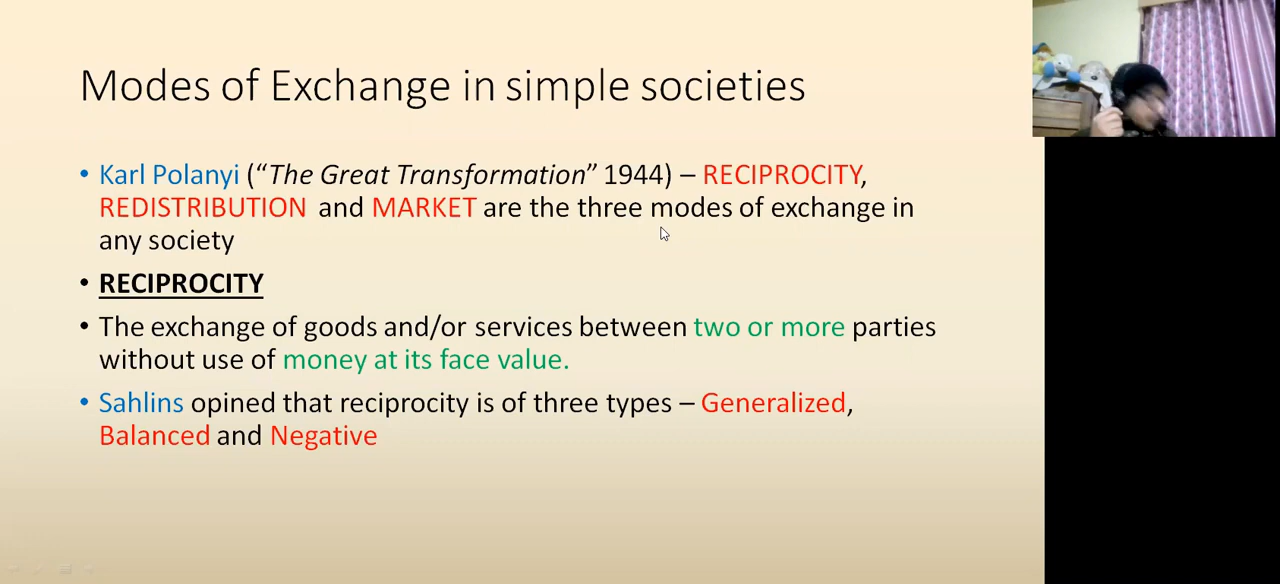 Modes of Exchange in simple societies
• Karl Polanyi (“The Great Transformation” 1944) – RECIPROCITY,
REDISTRIBUTION and MARKET are the three modes of exchange in
any society
• RECIPROCITY
• The exchange of goods and/or services between two or more parties
without use of money at its face value.
• Sahlins opined that reciprocity is of three types – Generalized,
Balanced and Negative